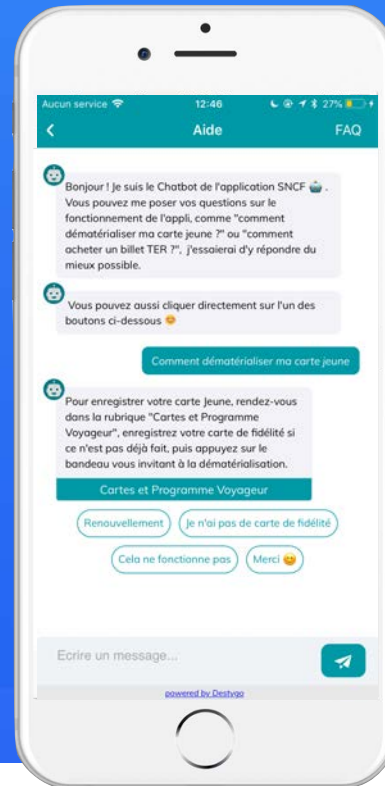 Aucun service 12:46 27%
Aide FAQ
Bonjour ! Je suis le Chatbot de l'application SNCF 🤖 .
Vous pouvez me poser vos questions sur le
fonctionnement de l'appli, comme "comment
dématérialiser ma carte jeune ?" ou "comment
acheter un billet TER ?", j'essaierai d'y répondre du
mieux possible.
Vous pouvez aussi cliquer directement sur l'un des
boutons ci-dessous 😊
Comment dématérialiser ma carte jeune
Pour enregistrer votre carte Jeune, rendez-vous
dans la rubrique "Cartes et Programme
Voyageur", enregistrez votre carte de fidélité si
ce n'est pas déjà fait, puis appuyez sur le
bandeau vous invitant à la dématérialisation.
Cartes et Programme Voyageur
Renouvellement Je n'ai pas de carte de fidélité
Cela ne fonctionne pas Merci 😊
Ecrire un message...
powered by Destygo